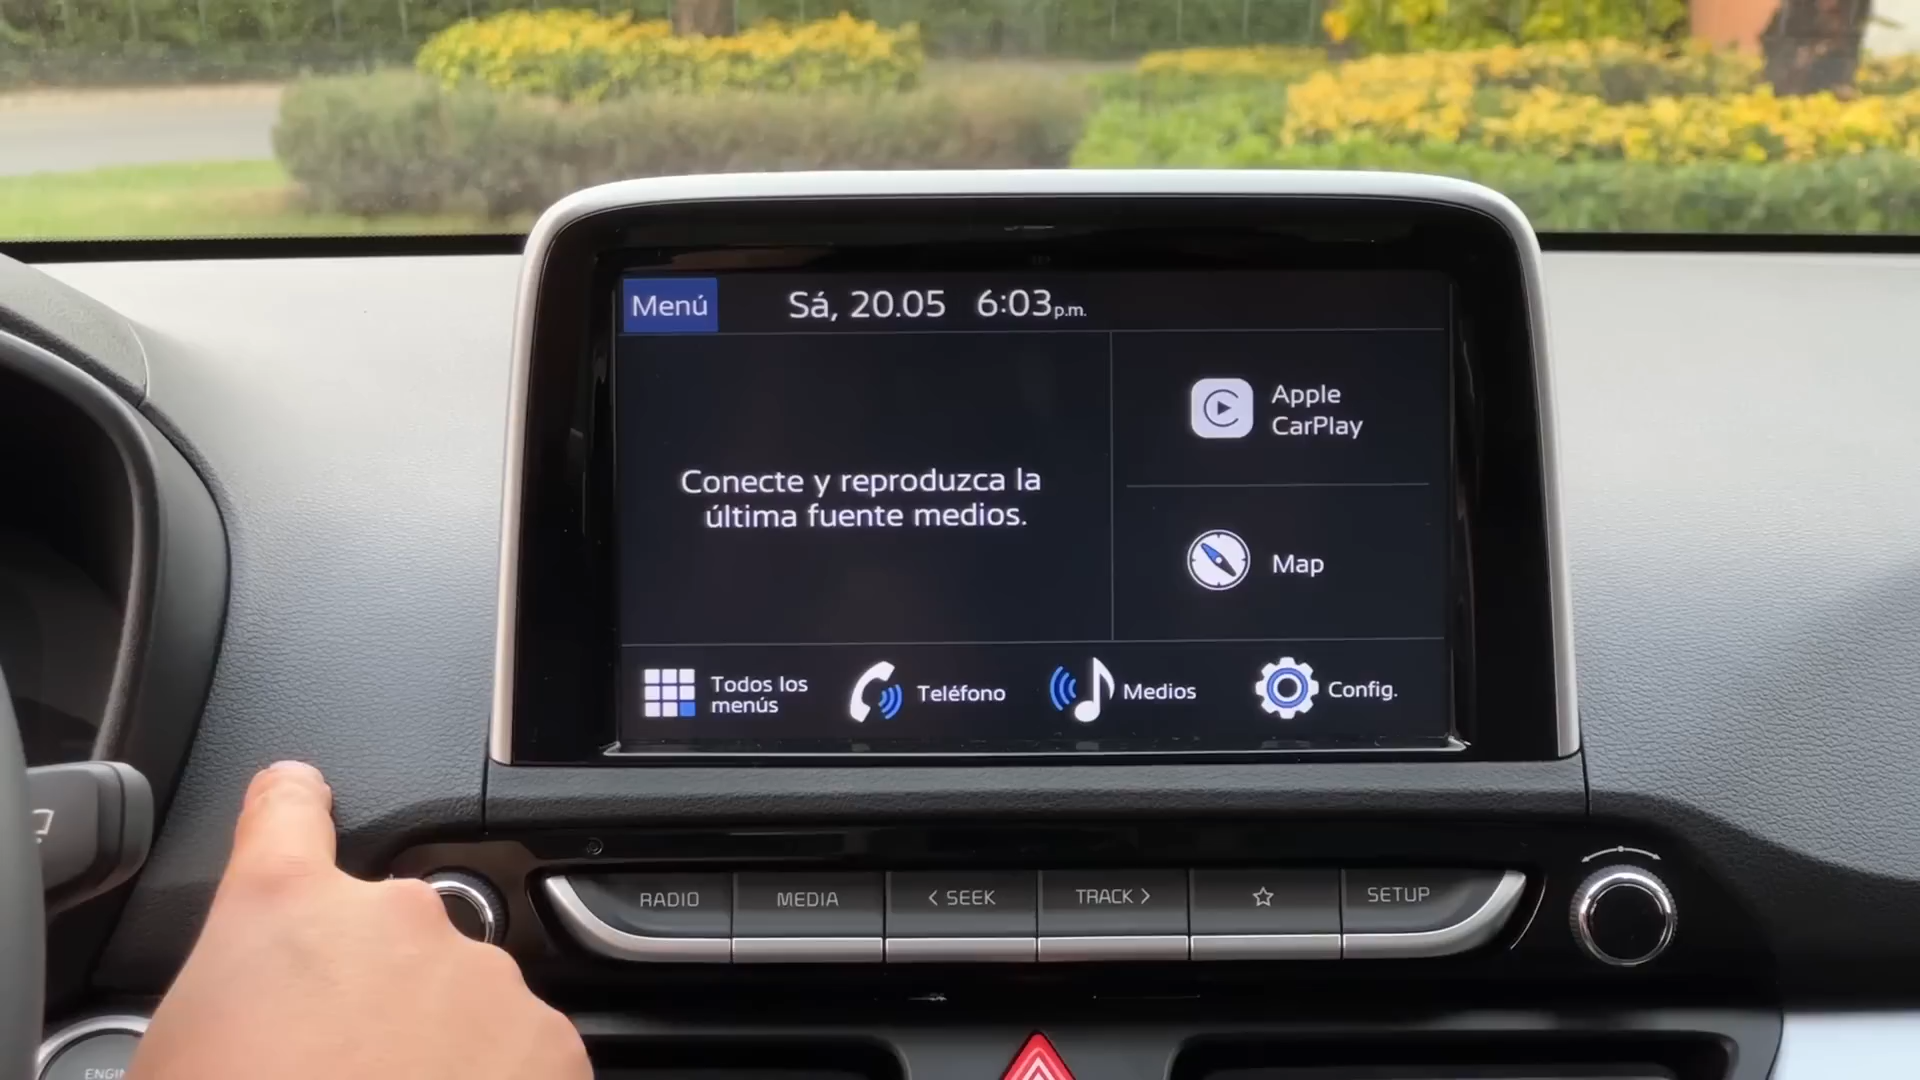 Menú
Sá, 20.05 6:03 p.m.
Apple
CarPlay
Conecte y reproduzca la
última fuente medios.
Map
Todos los
menús
Teléfono
Medios
Config.
RADIO
MEDIA
< SEEK
TRACK >
☆
SETUP